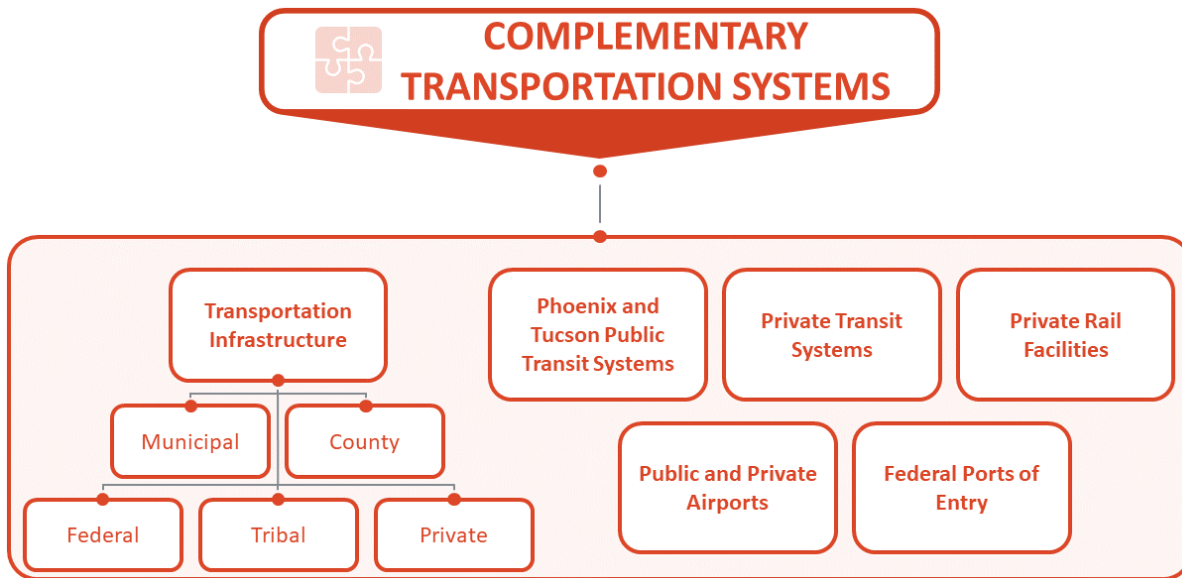 COMPLEMENTARY
TRANSPORTATION SYSTEMS
Transportation
Infrastructure
Municipal
County
Federal
Tribal
Private
Phoenix and
Tucson Public
Transit Systems
Private Transit
Systems
Private Rail
Facilities
Public and Private
Airports
Federal Ports of
Entry